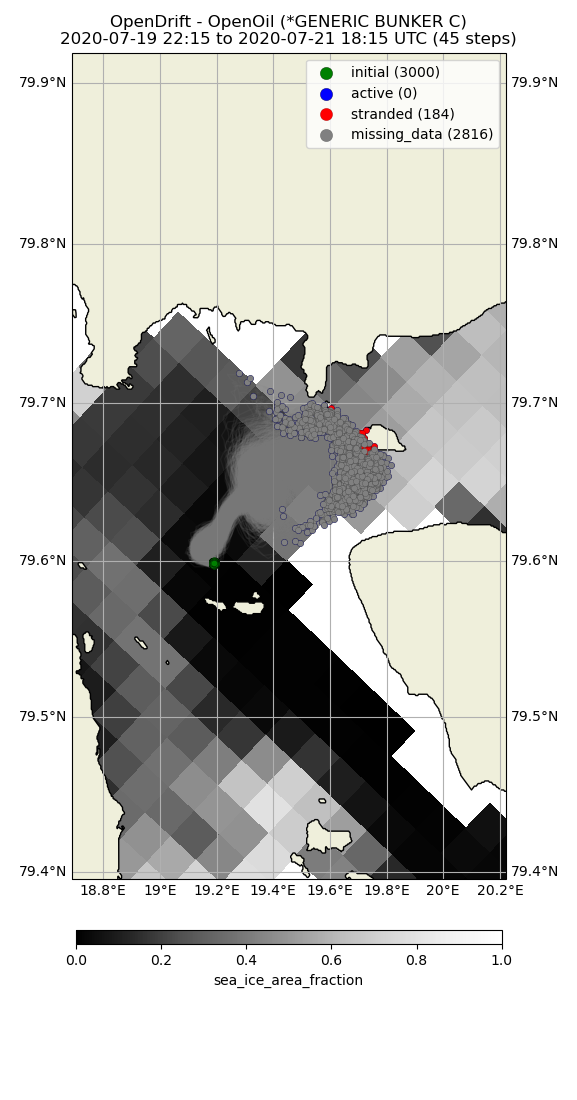 OpenDrift - OpenOil (*GENERIC BUNKER C)
2020-07-19 22:15 to 2020-07-21 18:15 UTC (45 steps)
initial (3000)
active (0)
stranded (184)
missing_data (2816)
79.9°N 79.9°N
79.8°N 79.8°N
79.7°N 79.7°N
79.6°N 79.6°N
79.5°N 79.5°N
79.4°N 79.4°N
18.8°E 19°E 19.2°E 19.4°E 19.6°E 19.8°E 20°E 20.2°E
0.0 0.2 0.4 0.6 0.8 1.0
sea_ice_area_fraction